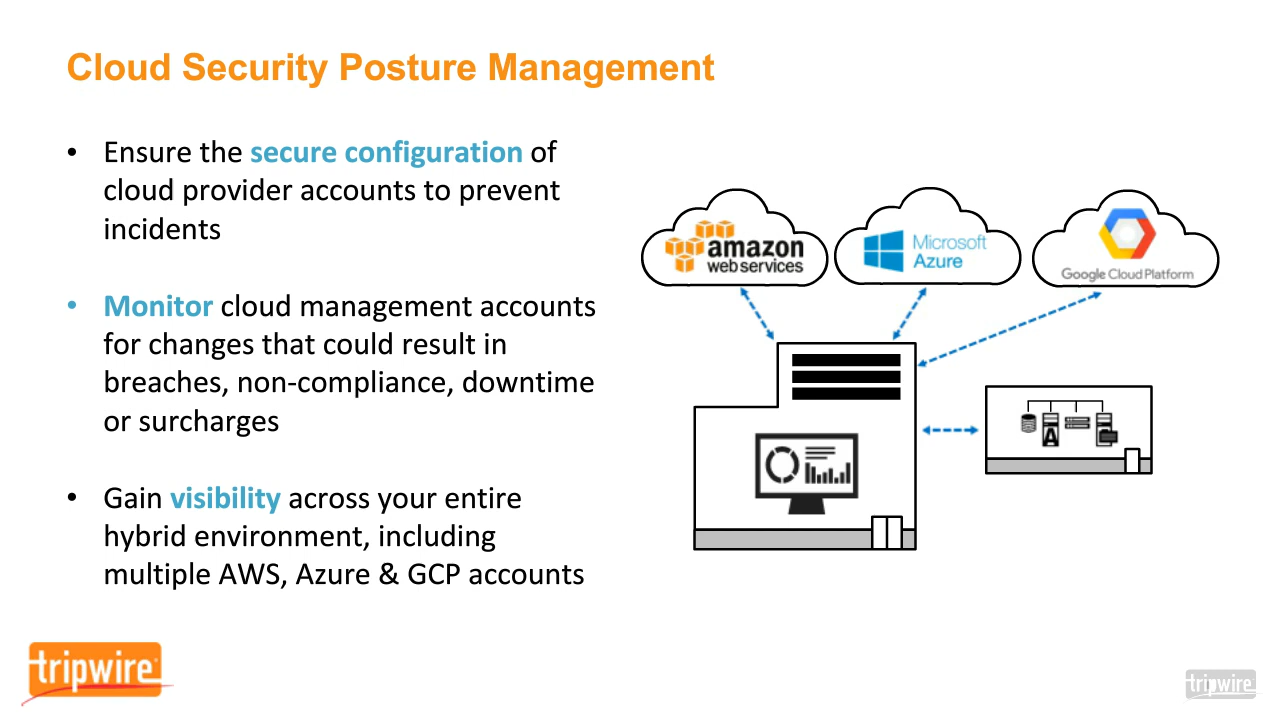 Cloud Security Posture Management
• Ensure the secure configuration of
cloud provider accounts to prevent
incidents
• Monitor cloud management accounts
for changes that could result in
breaches, non-compliance, downtime
or surcharges
• Gain visibility across your entire
hybrid environment, including
multiple AWS, Azure & GCP accounts
amazon
web services
Microsoft
Azure
Google Cloud Platform
A
tripwire
tripwire